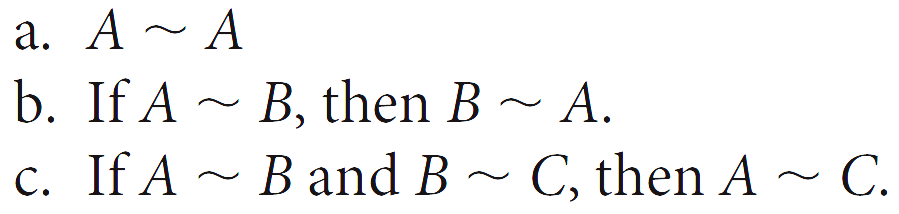 a. A ~ A
b. If A ~ B, then B ~ A.
c. If A ~ B and B ~ C, then A ~ C.